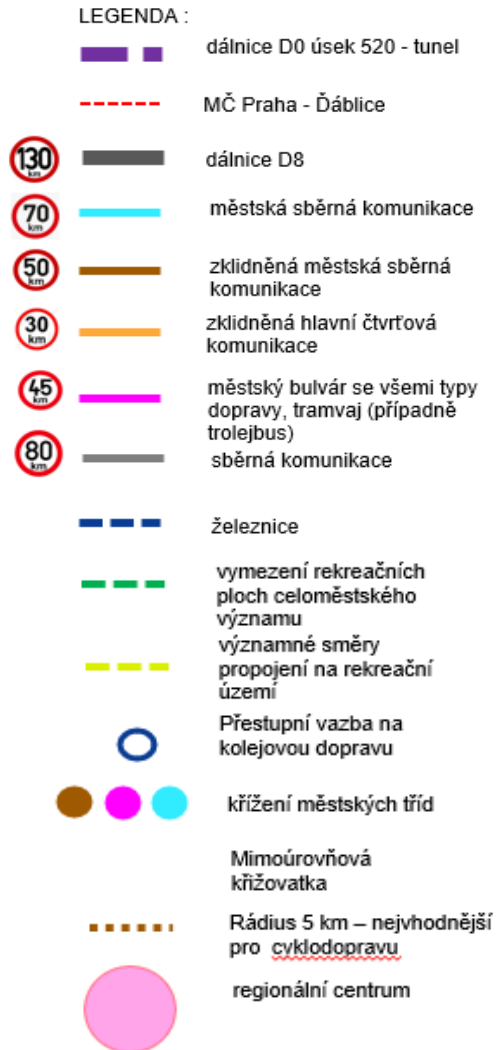 LEGENDA :
dálnice D0 úsek 520 - tunel
MČ Praha - Ďáblice
130
km
dálnice D8
70
km
městská sběrná komunikace
50
km
zklidněná městská sběrná
komunikace
30
km
zklidněná hlavní čtvrťová
komunikace
45
km
městský bulvár se všemi typy
dopravy, tramvaj (případně
trolejbus)
80
km
sběrná komunikace
železnice
vymezení rekreačních
ploch celoměstského
významu
významné směry
propojení na rekreační
území
Přestupní vazba na
kolejovou dopravu
křížení městských tříd
Mimoúrovňová
křižovatka
Rádius 5 km – nejvhodnější
pro cyklodopravu
regionální centrum